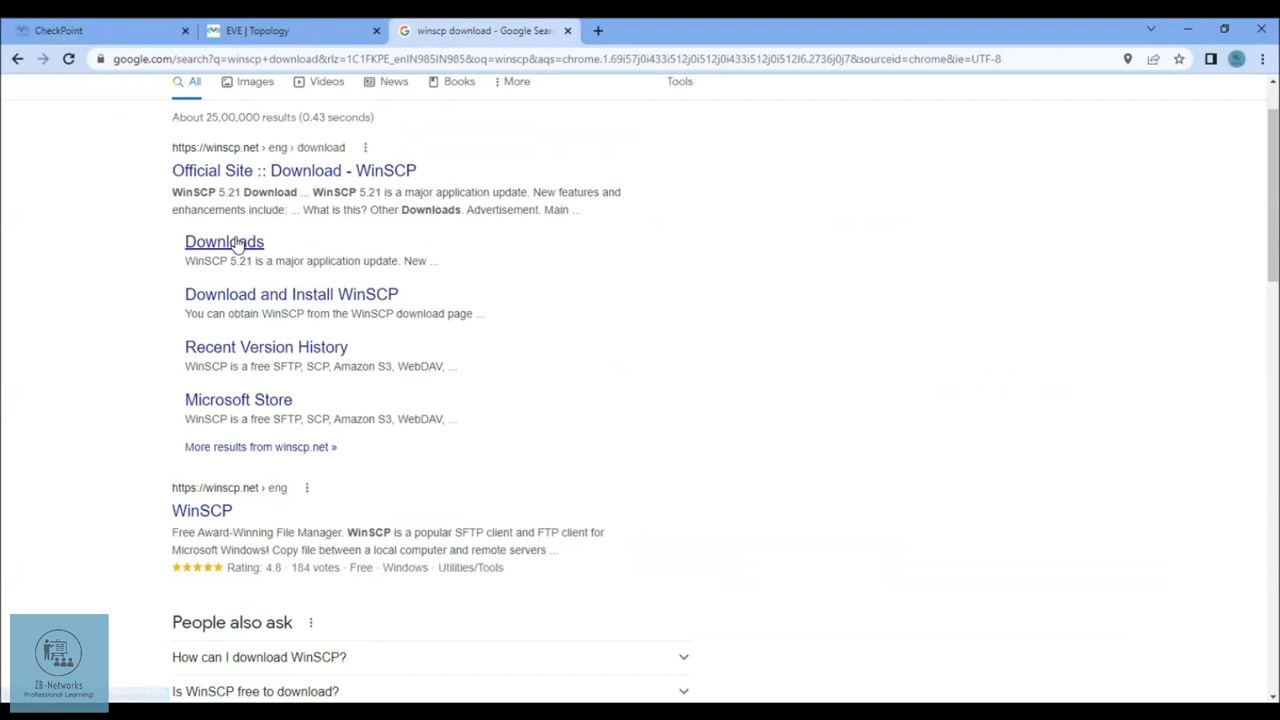 CheckPoint
EVE | Topology
winscp download - Google Sear
google.com/search?q=winscp+download&rlz=1C1FKPE_enIN985IN985&oq=winscp&aqs=chrome.1.69i57j0i433i512j0i512j0i433i512j0i512l6.2736j0j7&sourceid=chrome&ie=UTF-8
All Images Videos News Books More Tools
About 25,00,000 results (0.43 seconds)
https://winscp.net › eng › download
Official Site :: Download - WinSCP
WinSCP 5.21 Download ... WinSCP 5.21 is a major application update. New features and
enhancements include: ... What is this? Other Downloads. Advertisement. Main ...
Downloads
WinSCP 5.21 is a major application update. New ...
Download and Install WinSCP
You can obtain WinSCP from the WinSCP download page ...
Recent Version History
WinSCP is a free SFTP, SCP, Amazon S3, WebDAV, ...
Microsoft Store
WinSCP is a free SFTP, SCP, Amazon S3, WebDAV, ...
More results from winscp.net »
https://winscp.net › eng
WinSCP
Free Award-Winning File Manager. WinSCP is a popular SFTP client and FTP client for
Microsoft Windows! Copy file between a local computer and remote servers ...
Rating: 4.8 · 184 votes · Free · Windows · Utilities/Tools
People also ask
How can I download WinSCP?
Is WinSCP free to download?
ZB-Networks
Professional Learning!